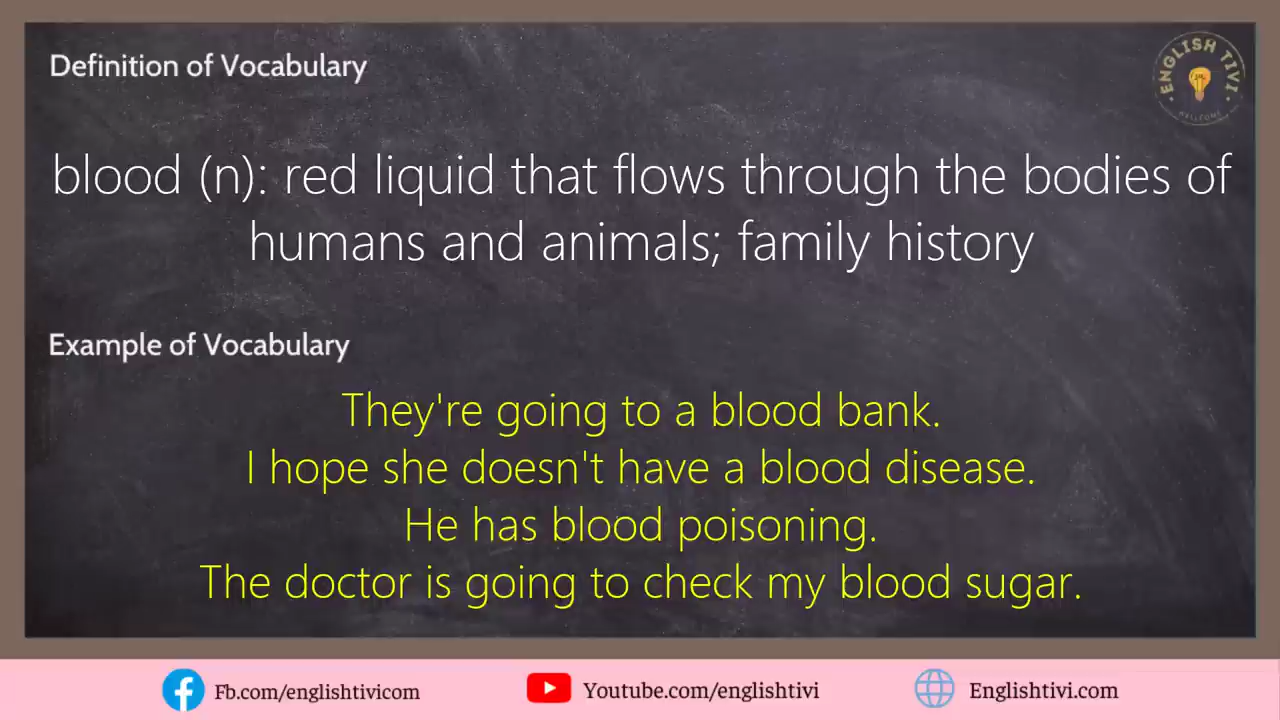 Definition of Vocabulary
ENGLISH TIVI
WELCOME
blood (n): red liquid that flows through the bodies of
humans and animals; family history
Example of Vocabulary
They're going to a blood bank.
I hope she doesn't have a blood disease.
He has blood poisoning.
The doctor is going to check my blood sugar.
Fb.com/englishtivicom
Youtube.com/englishtivi
Englishtivi.com